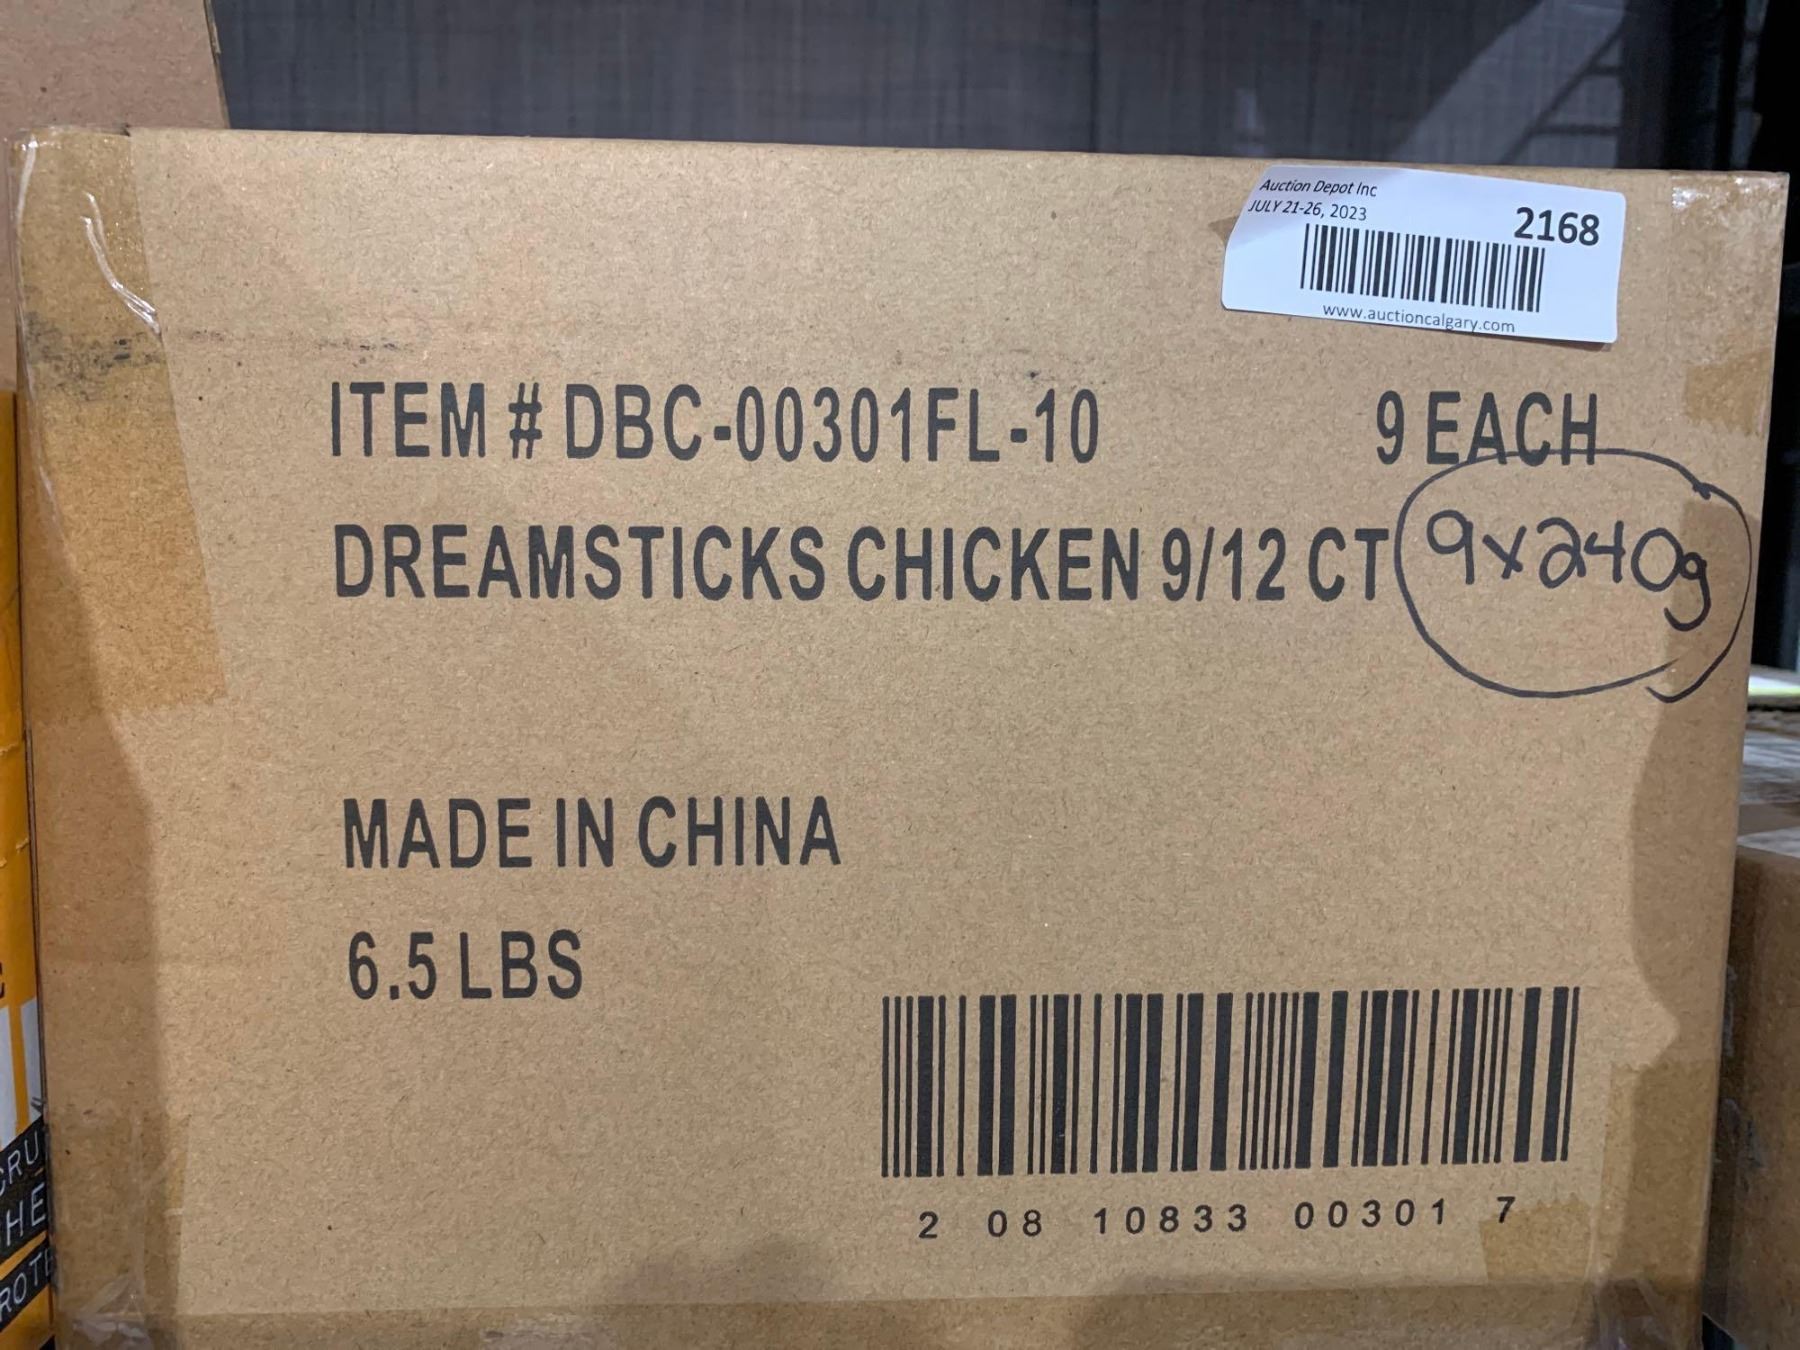 Auction Depot Inc
JULY 21-26, 2023
2168
www.auctioncalgary.com
ITEM # DBC-00301FL-10 9 EACH
DREAMSTICKS CHICKEN 9/12 CT 9x240g
MADE IN CHINA
6.5 LBS
2 08 10833 00301 7